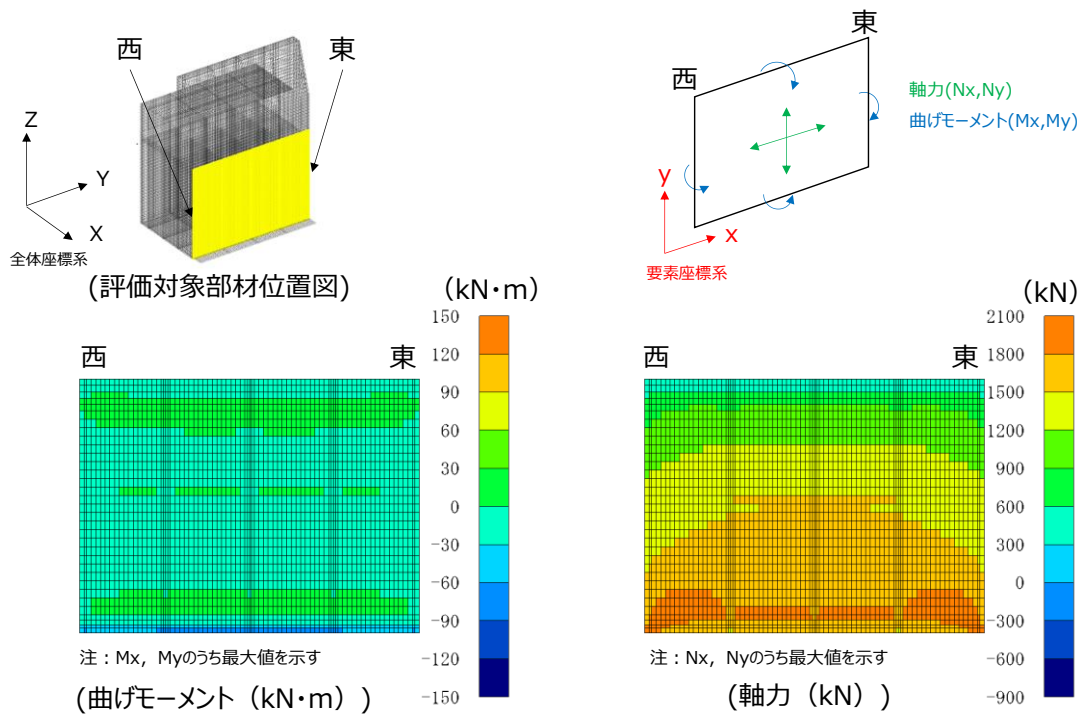 西
東
Z
Y
X
全体座標系
(評価対象部材位置図)
東
西
軸力(Nx,Ny)
曲げモーメント(Mx,My)
y
x
要素座標系
(kN・m)
西
東
150
120
90
60
30
0
-30
-60
-90
-120
-150
注：Mx，Myのうち最大値を示す
(曲げモーメント（kN・m）)
(kN)
西
東
2100
1800
1500
1200
900
600
300
0
-300
-600
-900
注：Nx，Nyのうち最大値を示す
(軸力（kN）)